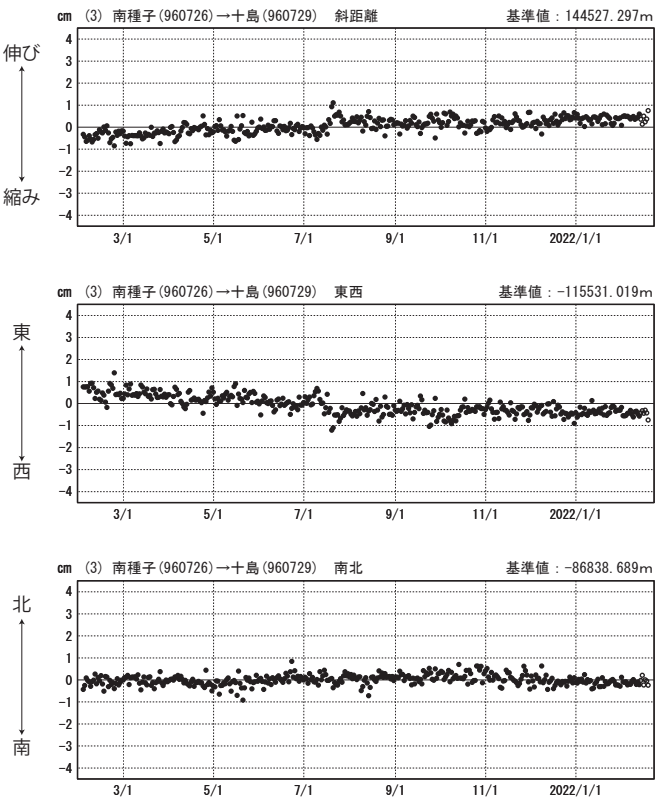 cm (3) 南種子(960726)→十島(960729) 斜距離 基準値：144527.297m
伸び
縮み
4
3
2
1
0
-1
-2
-3
-4
3/1 5/1 7/1 9/1 11/1 2022/1/1
cm (3) 南種子(960726)→十島(960729) 東西 基準値：-115531.019m
東
西
4
3
2
1
0
-1
-2
-3
-4
3/1 5/1 7/1 9/1 11/1 2022/1/1
cm (3) 南種子(960726)→十島(960729) 南北 基準値：-86838.689m
北
南
4
3
2
1
0
-1
-2
-3
-4
3/1 5/1 7/1 9/1 11/1 2022/1/1